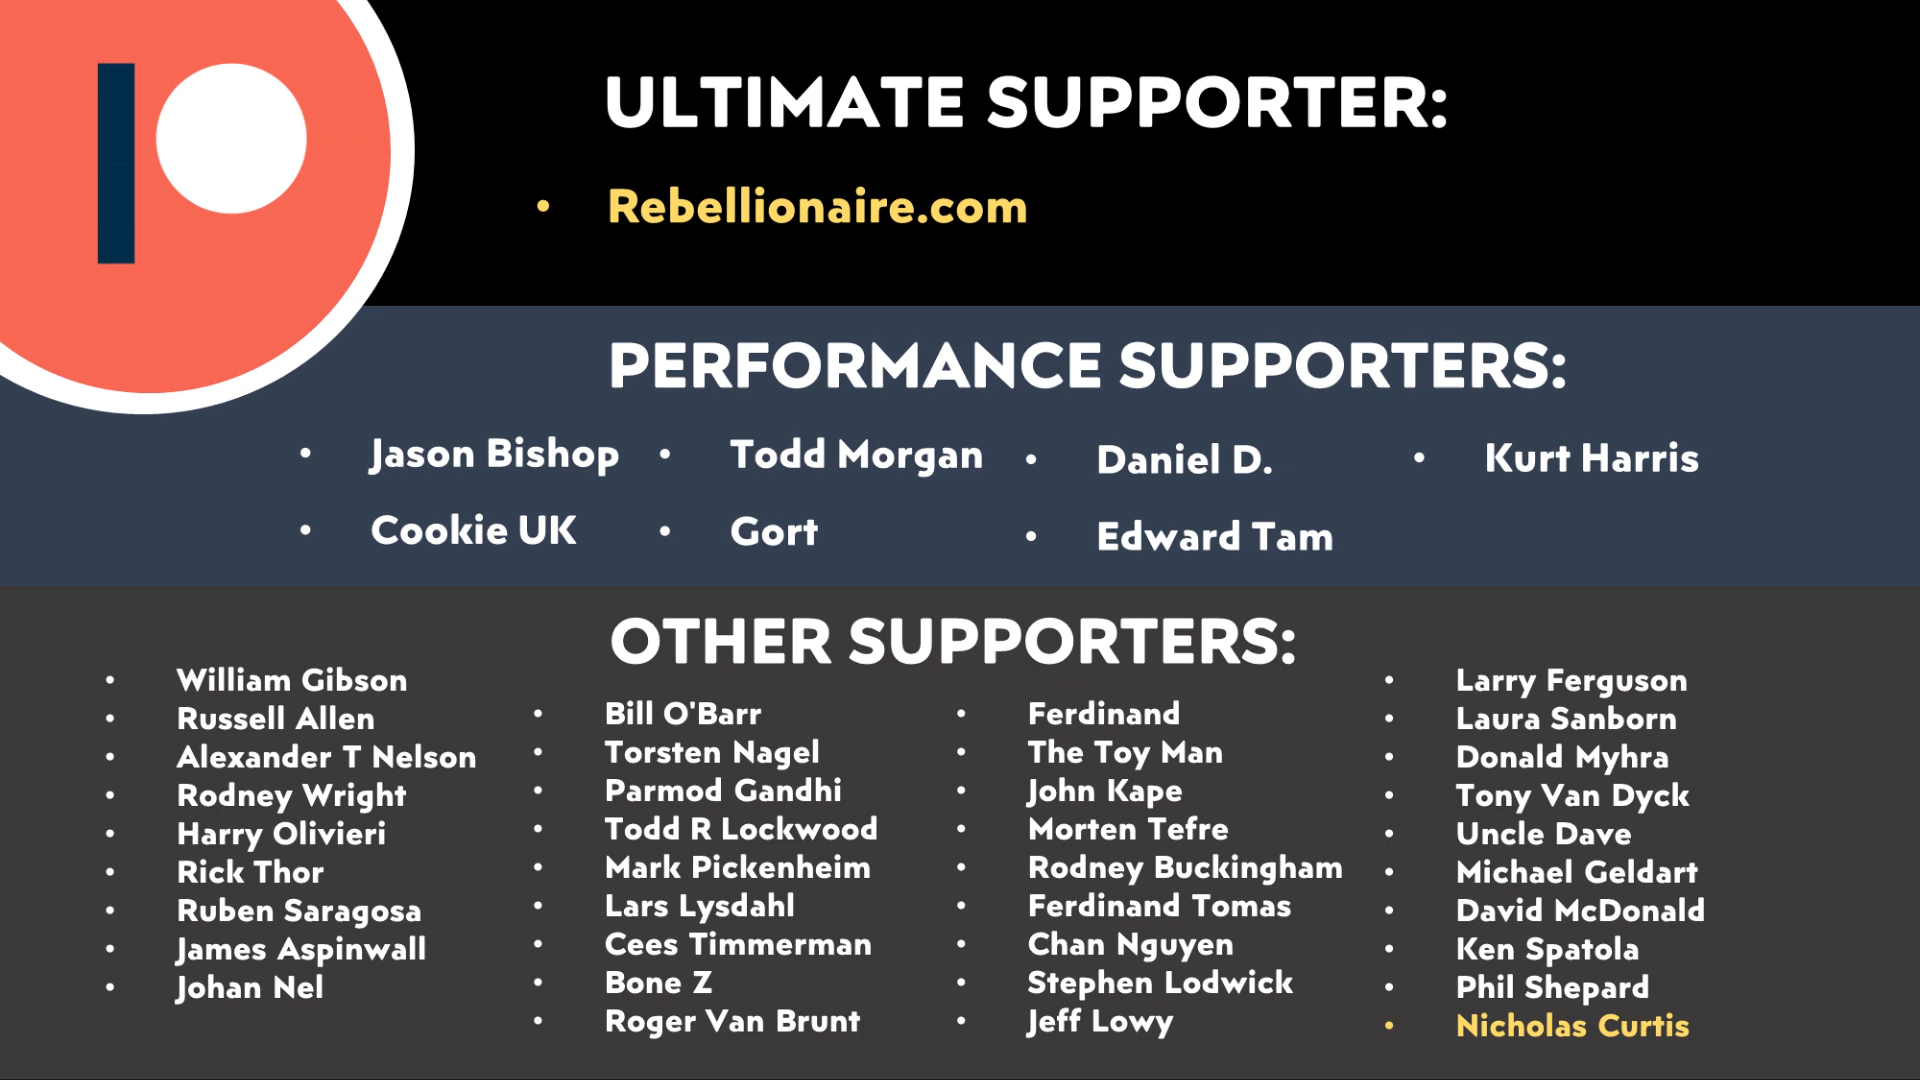 ULTIMATE SUPPORTER:
• Rebellionaire.com
PERFORMANCE SUPPORTERS:
• Jason Bishop
• Cookie UK
• Todd Morgan
• Gort
• Daniel D.
• Edward Tam
• Kurt Harris
OTHER SUPPORTERS:
• William Gibson
• Russell Allen
• Alexander T Nelson
• Rodney Wright
• Harry Olivieri
• Rick Thor
• Ruben Saragosa
• James Aspinwall
• Johan Nel
• Bill O'Barr
• Torsten Nagel
• Parmod Gandhi
• Todd R Lockwood
• Mark Pickenheim
• Lars Lysdahl
• Cees Timmerman
• Bone Z
• Roger Van Brunt
• Ferdinand
• The Toy Man
• John Kape
• Morten Tefre
• Rodney Buckingham
• Ferdinand Tomas
• Chan Nguyen
• Stephen Lodwick
• Jeff Lowy
• Larry Ferguson
• Laura Sanborn
• Donald Myhra
• Tony Van Dyck
• Uncle Dave
• Michael Geldart
• David McDonald
• Ken Spatola
• Phil Shepard
• Nicholas Curtis